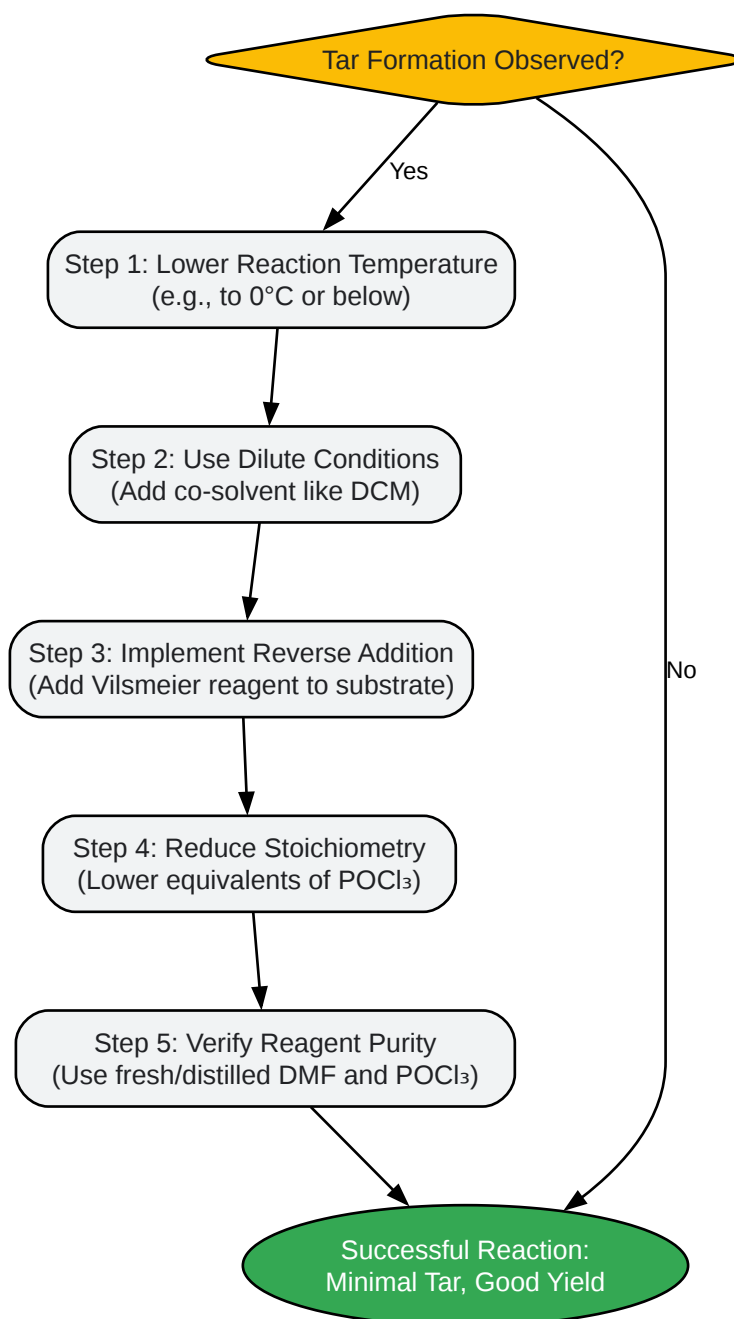 Tar Formation Observed?
Yes
Step 1: Lower Reaction Temperature
(e.g., to 0°C or below)
Step 2: Use Dilute Conditions
(Add co-solvent like DCM)
Step 3: Implement Reverse Addition
(Add Vilsmeier reagent to substrate)
No
Step 4: Reduce Stoichiometry
(Lower equivalents of POCl₃)
Step 5: Verify Reagent Purity
(Use fresh/distilled DMF and POCl₃)
Successful Reaction:
Minimal Tar, Good Yield